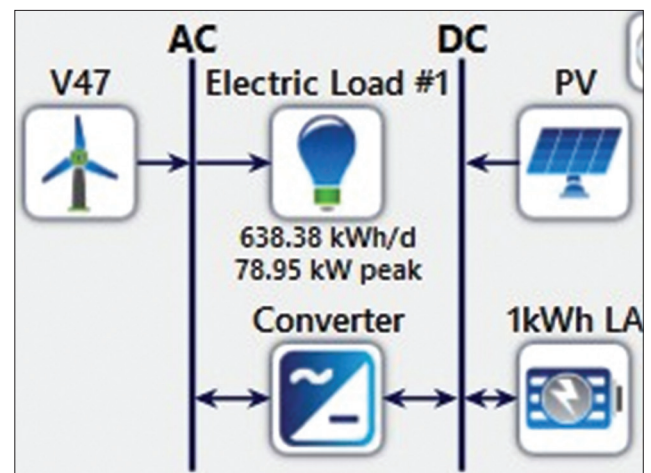 AC
DC
V47
Electric Load #1
PV
638.38 kWh/d
78.95 kW peak
Converter
1kWh LA